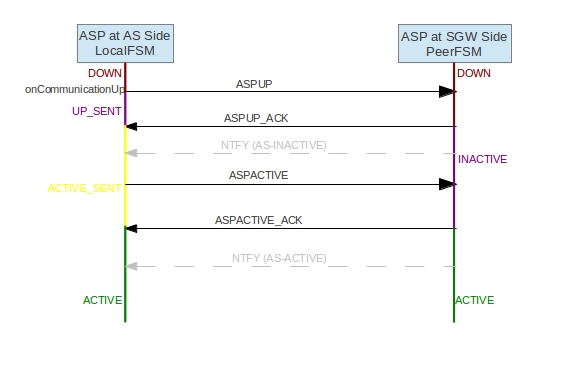 ASP at AS Side
LocalFSM
ASP at SGW Side
PeerFSM
DOWN
DOWN
onCommunicationUp
ASPUP
UP_SENT
ASPUP_ACK
NTFY (AS-INACTIVE)
INACTIVE
ASPACTIVE
ACTIVE_SENT
ASPACTIVE_ACK
NTFY (AS-ACTIVE)
ACTIVE
ACTIVE